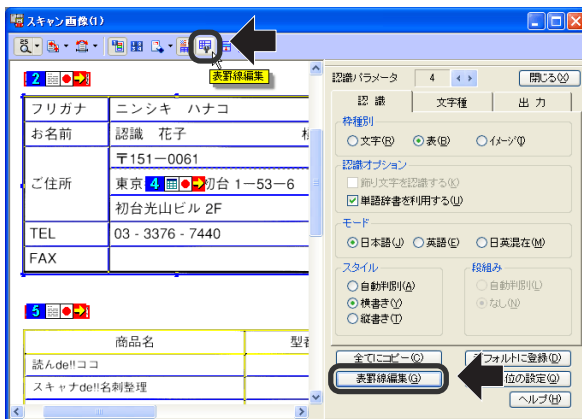 スキャン画像(1)
表罫線編集
2
フリガナ ニンシキ ハナコ
お名前 認識 花子
ご住所
〒151-0061
東京 4 初台 1-53-6
初台光山ビル 2F
TEL 03 - 3376 - 7440
FAX
5
商品名 型番
読んde!!ココ
スキャナde!!名刺整理
認識パラメータ 4 閉じる(X)
認識 文字種 出力
枠種別
文字(R) 表(B) イメージ(I)
認識オプション
飾り文字を認識する(K)
単語辞書を利用する(U)
モード
日本語(J) 英語(E) 日英混在(M)
スタイル
自動判別(A)
横書き(Y)
縦書き(T)
段組み
自動判別(L)
なし(N)
全てにコピー(C) デフォルトに登録(D)
表罫線編集(G) 位の設定(Q)
ヘルプ(H)